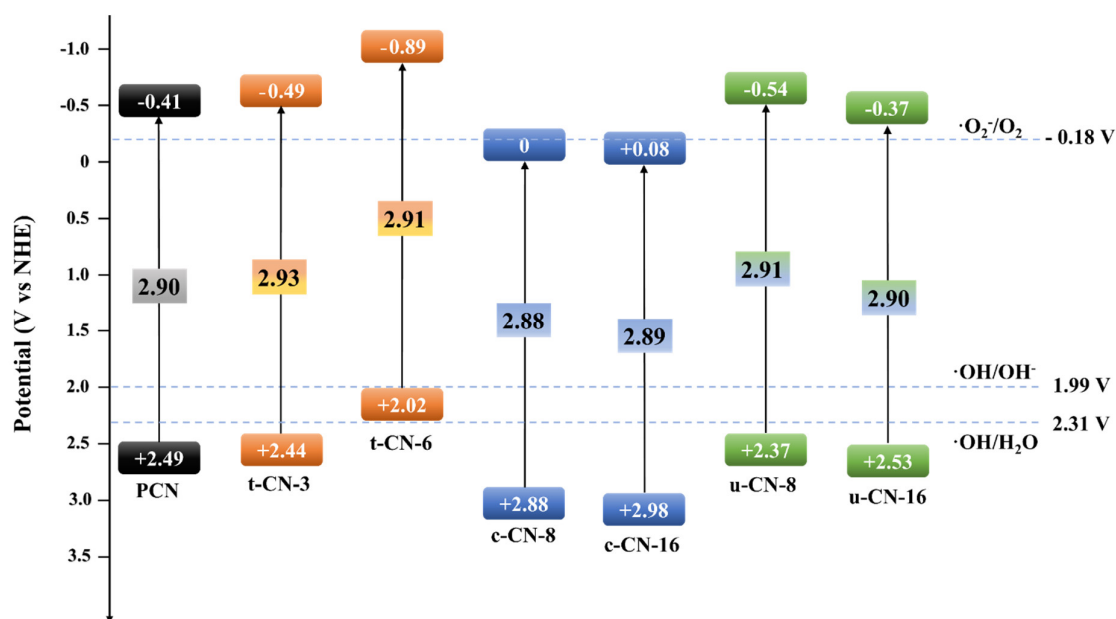 Potential (V vs NHE)
-1.0
-0.5
0
0.5
1.0
1.5
2.0
2.5
3.0
3.5
-0.41
2.90
+2.49
PCN
-0.49
2.93
+2.44
t-CN-3
-0.89
2.91
+2.02
t-CN-6
0
2.88
+2.88
c-CN-8
+0.08
2.89
+2.98
c-CN-16
-0.54
2.91
+2.37
u-CN-8
-0.37
2.90
+2.53
u-CN-16
·O₂⁻/O₂
- 0.18 V
·OH/OH⁻
1.99 V
2.31 V
·OH/H₂O